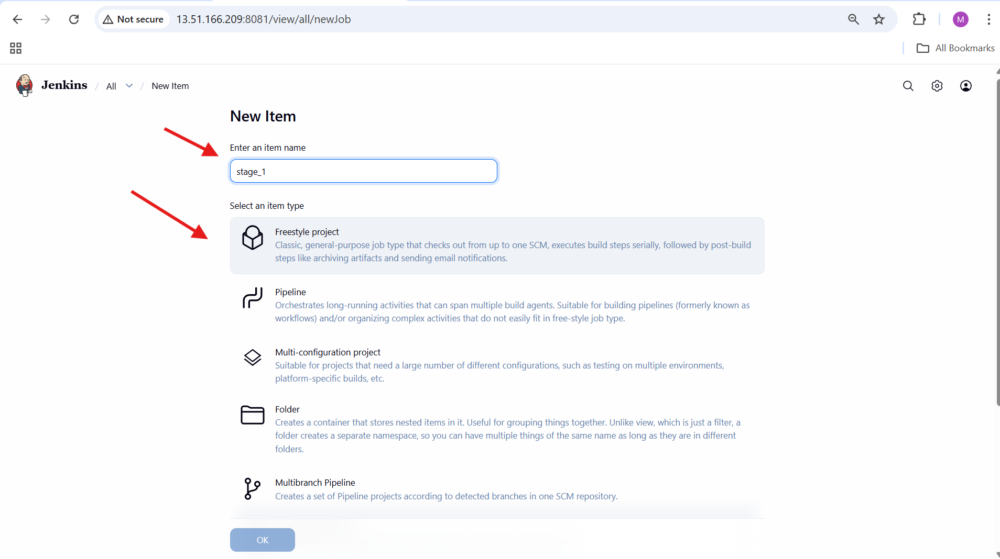 Not secure 13.51.166.209:8081/view/all/newJob M
All Bookmarks
Jenkins / All / New Item
New Item
Enter an item name
stage_1
Select an item type
Freestyle project
Classic, general-purpose job type that checks out from up to one SCM, executes build steps serially, followed by post-build
steps like archiving artifacts and sending email notifications.
Pipeline
Orchestrates long-running activities that can span multiple build agents. Suitable for building pipelines (formerly known as
workflows) and/or organizing complex activities that do not easily fit in free-style job type.
Multi-configuration project
Suitable for projects that need a large number of different configurations, such as testing on multiple environments,
platform-specific builds, etc.
Folder
Creates a container that stores nested items in it. Useful for grouping things together. Unlike view, which is just a filter, a
folder creates a separate namespace, so you can have multiple things of the same name as long as they are in different
folders.
Multibranch Pipeline
Creates a set of Pipeline projects according to detected branches in one SCM repository.
OK